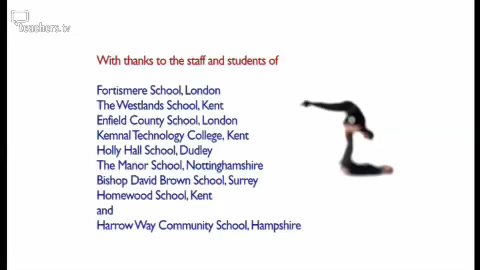 Teachers.tv
With thanks to the staff and students of
Fortismere School, London
The Westlands School, Kent
Enfield County School, London
Kemnal Technology College, Kent
Holly Hall School, Dudley
The Manor School, Nottinghamshire
Bishop David Brown School, Surrey
Homewood School, Kent
and
Harrow Way Community School, Hampshire